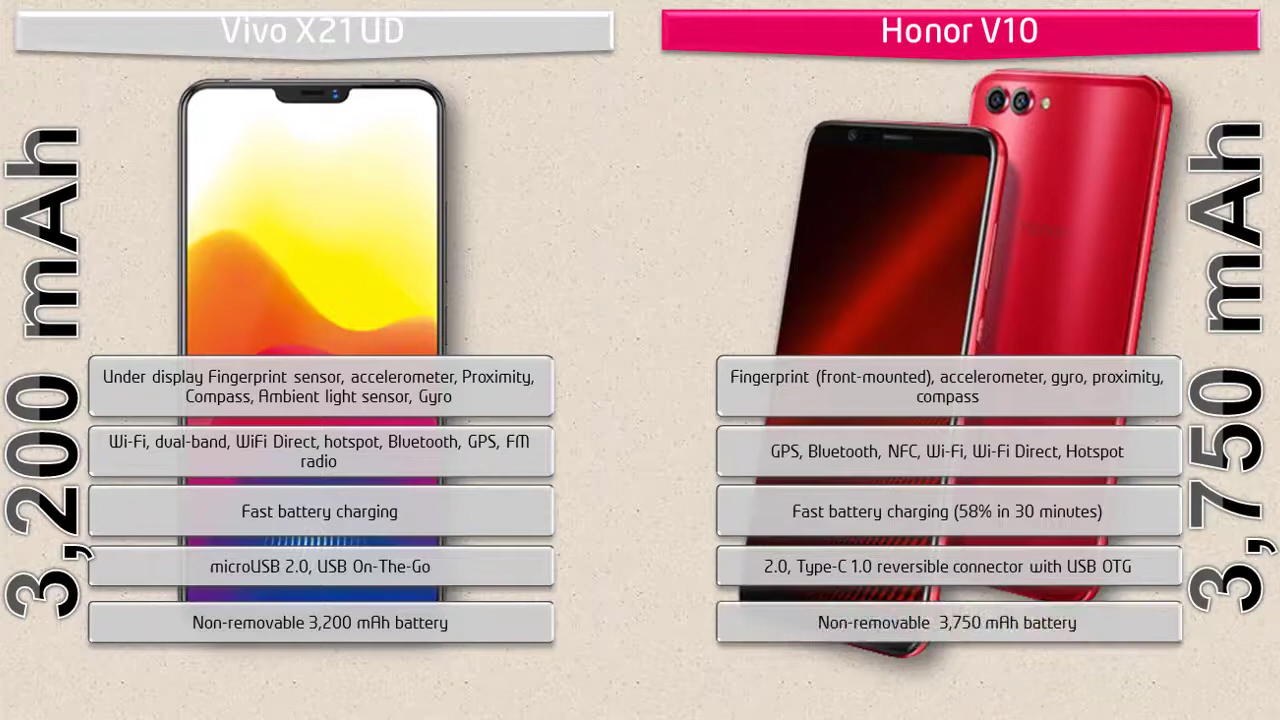 Vivo X21 UD
3,200 mAh
Under display Fingerprint sensor, accelerometer, Proximity,
Compass, Ambient light sensor, Gyro
Wi-Fi, dual-band, WiFi Direct, hotspot, Bluetooth, GPS, FM
radio
Fast battery charging
microUSB 2.0, USB On-The-Go
Non-removable 3,200 mAh battery
Honor V10
Fingerprint (front-mounted), accelerometer, gyro, proximity,
compass
GPS, Bluetooth, NFC, Wi-Fi, Wi-Fi Direct, Hotspot
Fast battery charging (58% in 30 minutes)
2.0, Type-C 1.0 reversible connector with USB OTG
Non-removable 3,750 mAh battery
3,750 mAh